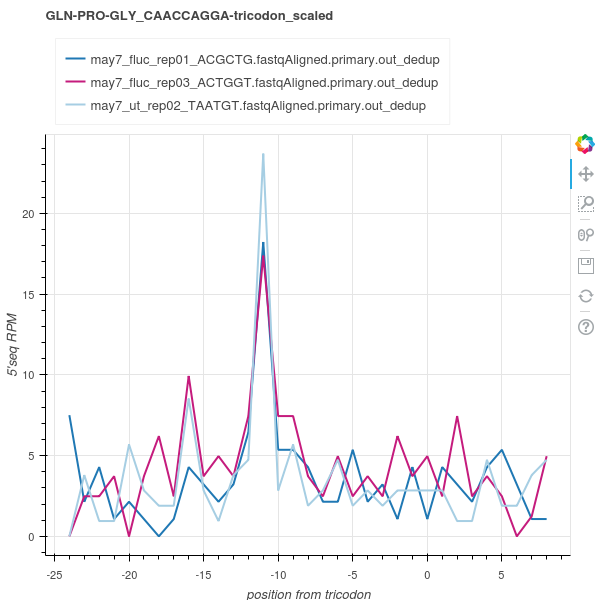 GLN-PRO-GLY_CAACCAGGA-tricodon_scaled
may7_fluc_rep01_ACGCTG.fastqAligned.primary.out_dedup
may7_fluc_rep03_ACTGGT.fastqAligned.primary.out_dedup
may7_ut_rep02_TAATGT.fastqAligned.primary.out_dedup
20
15
10
5
0
5'seq RPM
-25 -20 -15 -10 -5 0 5
position from tricodon